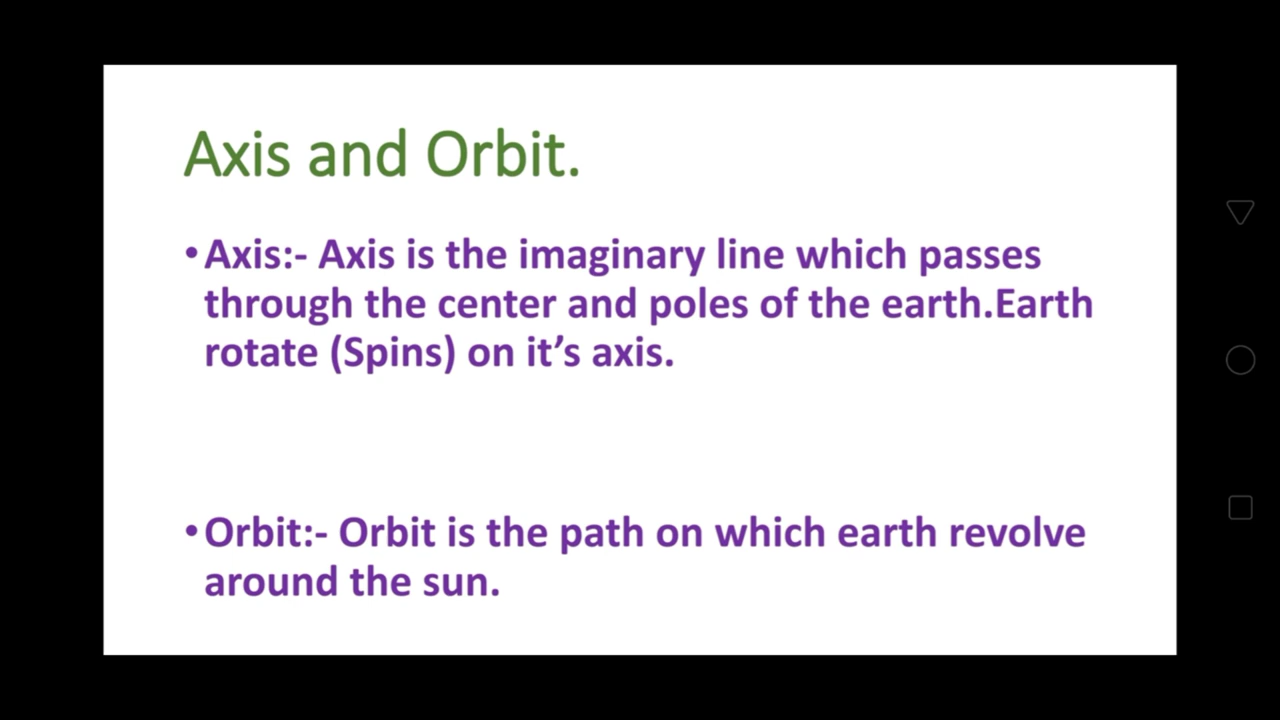 Axis and Orbit.
•Axis:- Axis is the imaginary line which passes
through the center and poles of the earth.Earth
rotate (Spins) on it’s axis.
•Orbit:- Orbit is the path on which earth revolve
around the sun.